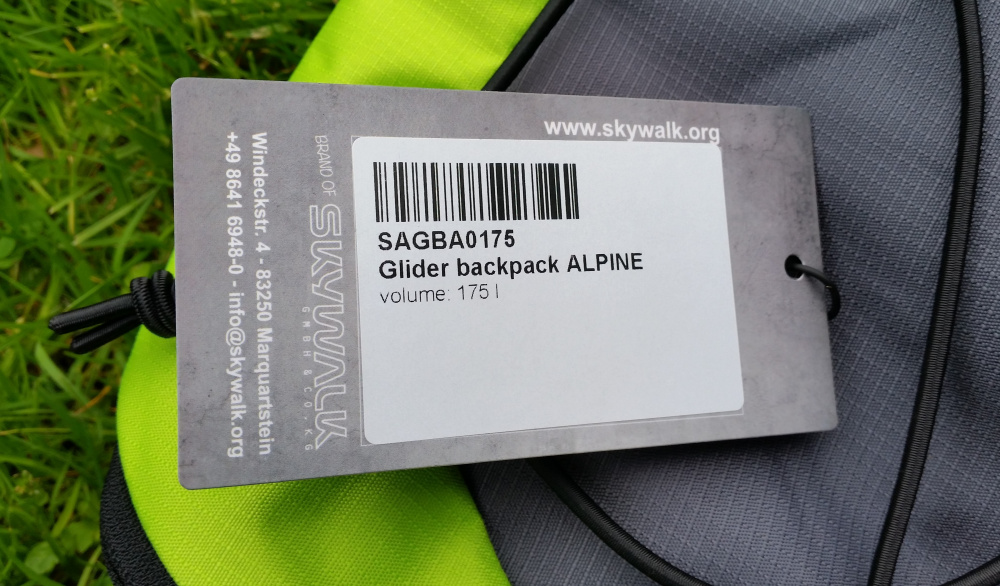 www.skywalk.org
SAGBA0175
Glider backpack ALPINE
volume: 175 l
BRAND OF
SKYWALK
GMBH & CO. KG
Windeckstr. 4 - 83250 Marquartstein
+49 8641 6948-0 - info@skywalk.org